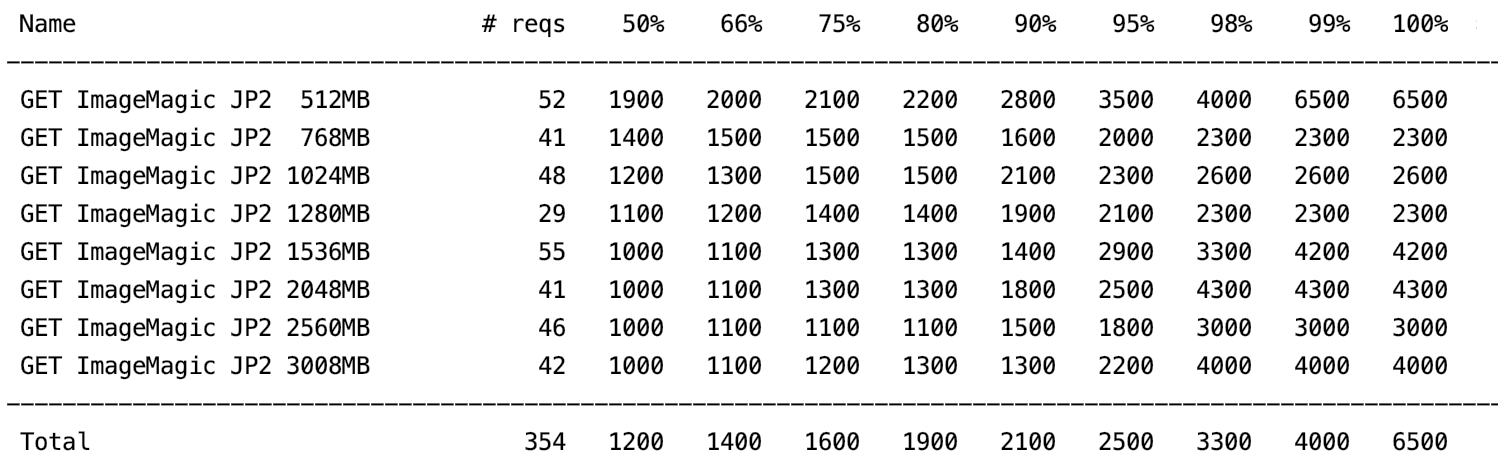 Name # reqs 50% 66% 75% 80% 90% 95% 98% 99% 100%
GET ImageMagic JP2 512MB 52 1900 2000 2100 2200 2800 3500 4000 6500 6500
GET ImageMagic JP2 768MB 41 1400 1500 1500 1500 1600 2000 2300 2300 2300
GET ImageMagic JP2 1024MB 48 1200 1300 1500 1500 2100 2300 2600 2600 2600
GET ImageMagic JP2 1280MB 29 1100 1200 1400 1400 1900 2100 2300 2300 2300
GET ImageMagic JP2 1536MB 55 1000 1100 1300 1300 1400 2900 3300 4200 4200
GET ImageMagic JP2 2048MB 41 1000 1100 1300 1300 1800 2500 4300 4300 4300
GET ImageMagic JP2 2560MB 46 1000 1100 1100 1100 1500 1800 3000 3000 3000
GET ImageMagic JP2 3008MB 42 1000 1100 1200 1300 1300 2200 4000 4000 4000
Total 354 1200 1400 1600 1900 2100 2500 3300 4000 6500